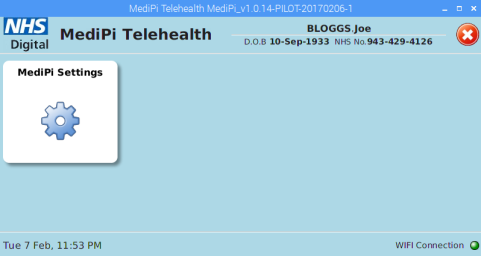 MediPi Telehealth MediPi_v1.0.14-PILOT-20170206-1
NHS
Digital
MediPi Telehealth
BLOGGS,Joe
D.O.B 10-Sep-1933 NHS No.943-429-4126
MediPi Settings
Tue 7 Feb, 11:53 PM
WIFI Connection